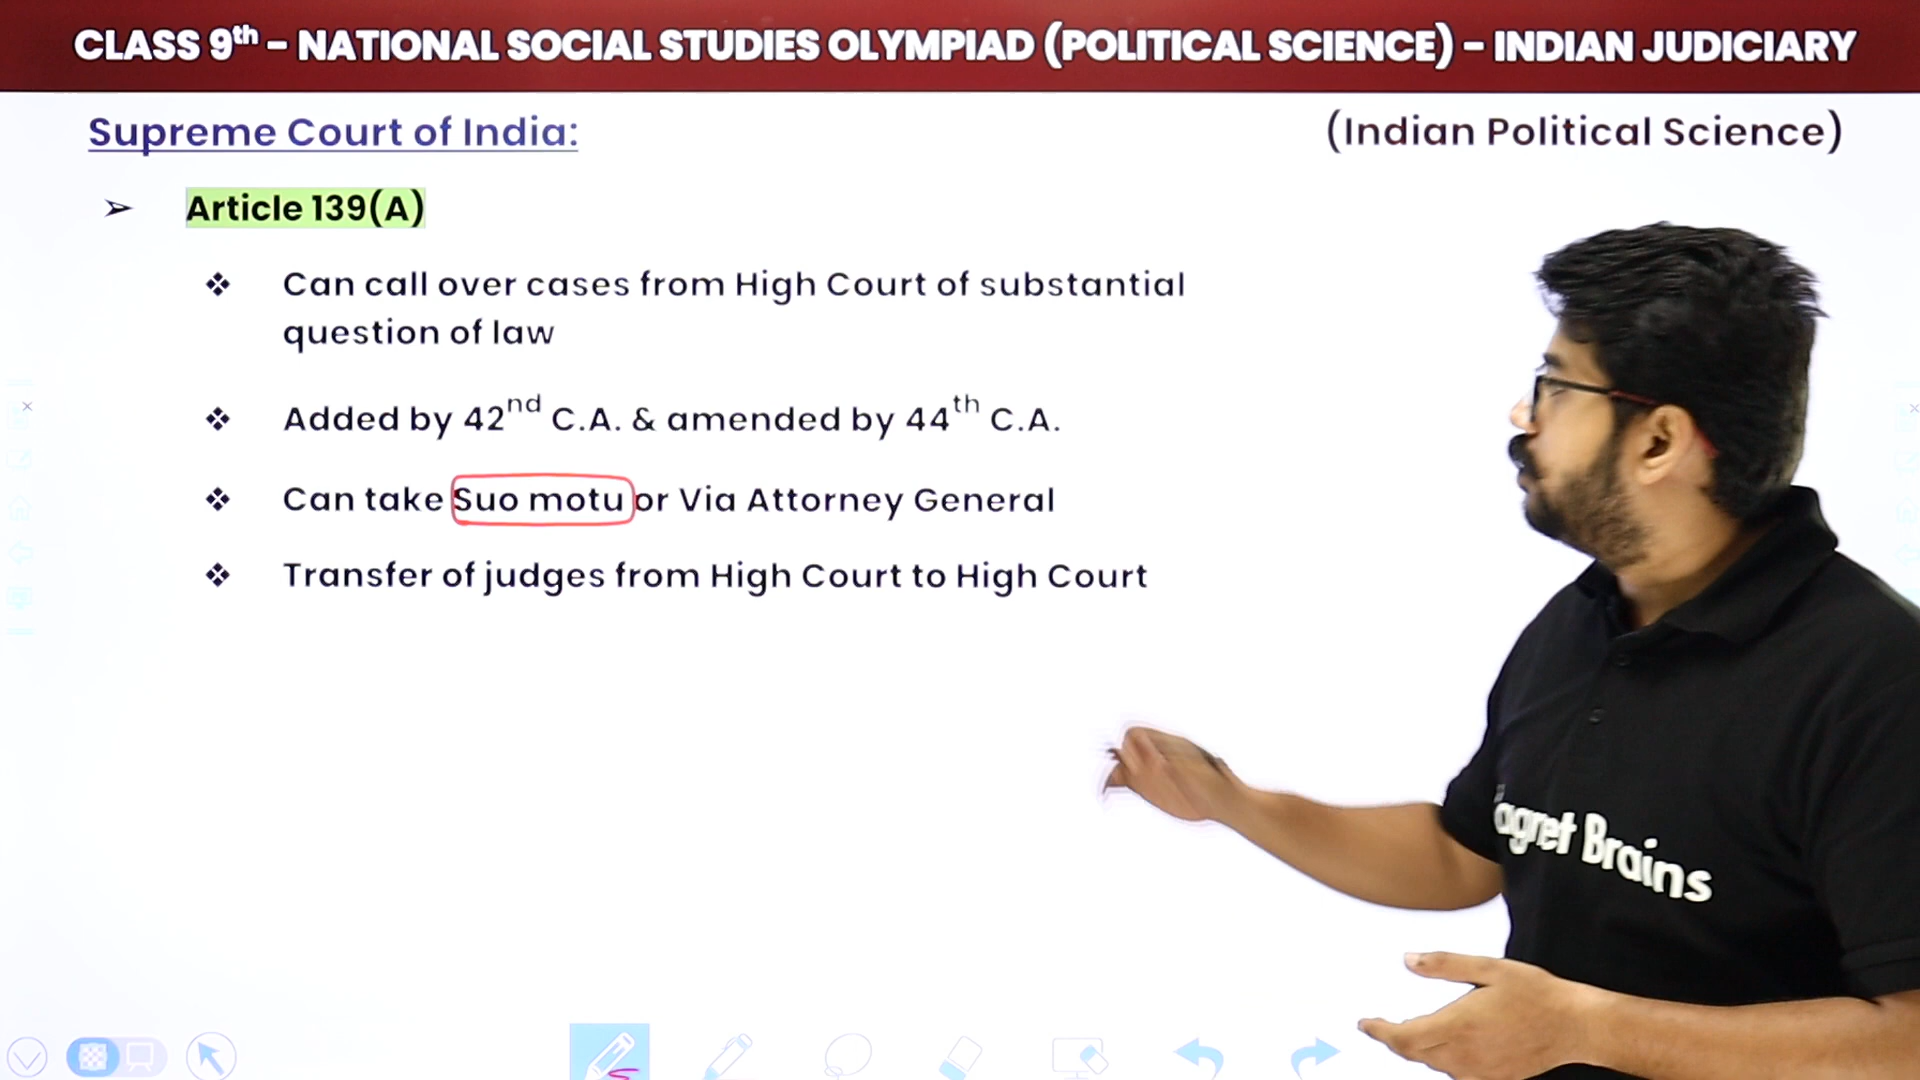 CLASS 9th – NATIONAL SOCIAL STUDIES OLYMPIAD (POLITICAL SCIENCE) – INDIAN JUDICIARY
Supreme Court of India:
(Indian Political Science)
Article 139(A)
Can call over cases from High Court of substantial
question of law
Added by 42nd C.A. & amended by 44th C.A.
Can take Suo motu or Via Attorney General
Transfer of judges from High Court to High Court
agnet Brains